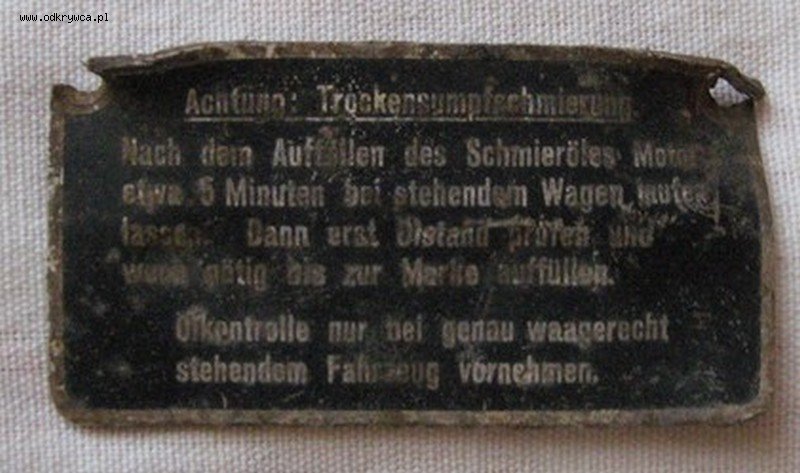 www.odkrywca.pl
Achtung: Trockensumpfschmierung
Nach dem Auffüllen des Schmieröles Motor
etwa 5 Minuten bei stehendem Wagen laufen
lassen. Dann erst Ölstand prüfen und
wenn nötig bis zur Marke auffüllen.
Ölkontrolle nur bei genau waagerecht
stehendem Fahrzeug vornehmen.